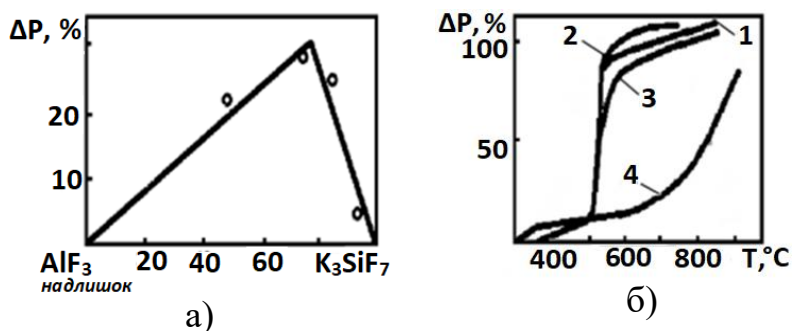 ΔP, %
20
10
AlF₃ 20 40 60 K₃SiF₇
надлишок
а)
ΔP, %
100
50
2
1
3
4
400 600 800 T,°C
б)